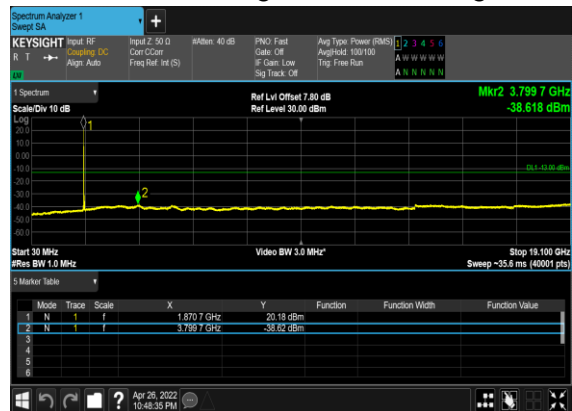 Spectrum Analyzer 1
Swept SA
+
KEYSIGHT Input: RF Input Z: 50 Ω #Atten: 40 dB PNO: Fast Avg Type: Power (RMS) 1 2 3 4 5 6
R T Coupling: DC Corr CCorr Gate: Off Avg|Hold: 100/100 A W W W W W
Align: Auto Freq Ref: Int (S) IF Gain: Low Trig: Free Run
LW Sig Track: Off A N N N N N
1 Spectrum Ref Lvl Offset 7.80 dB Mkr2 3.799 7 GHz
Scale/Div 10 dB Ref Level 30.00 dBm -38.618 dBm
Log
20.0
10.0
0.00
-10.0
-20.0
-30.0
-40.0
-50.0
-60.0
1
DL1 -13.00 dBm
2
Start 30 MHz Video BW 3.0 MHz* Stop 19.100 GHz
#Res BW 1.0 MHz Sweep ~35.6 ms (40001 pts)
5 Marker Table
Mode Trace Scale X Y Function Function Width Function Value
1 N 1 f 1.870 7 GHz 20.18 dBm
2 N 1 f 3.799 7 GHz -38.62 dBm
3
4
5
6
? Apr 26, 2022
10:48:35 PM